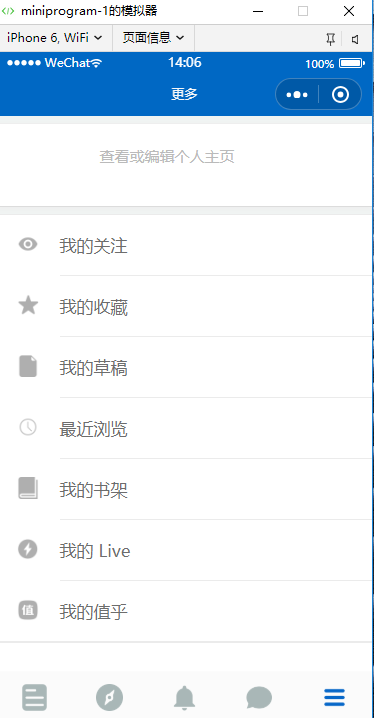 miniprogram-1的模拟器
iPhone 6, WiFi 页面信息
WeChat 14:06 100%
更多
查看或编辑个人主页
我的关注
我的收藏
我的草稿
最近浏览
我的书架
我的 Live
值 我的值乎